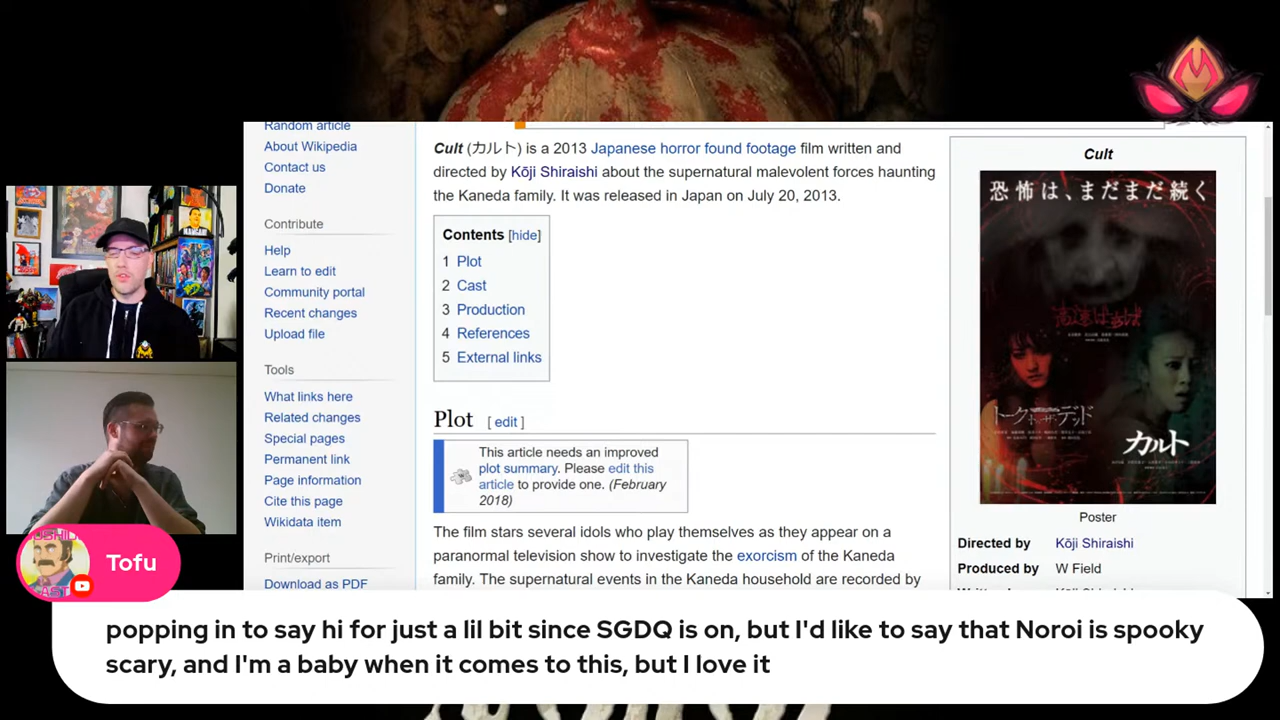 Random article
About Wikipedia
Contact us
Donate
Contribute
Help
Learn to edit
Community portal
Recent changes
Upload file
Tools
What links here
Related changes
Special pages
Permanent link
Page information
Cite this page
Wikidata item
Print/export
Download as PDF
Cult (カルト) is a 2013 Japanese horror found footage film written and
directed by Kōji Shiraishi about the supernatural malevolent forces haunting
the Kaneda family. It was released in Japan on July 20, 2013.
Contents [hide]
1 Plot
2 Cast
3 Production
4 References
5 External links
Plot [ edit ]
This article needs an improved
plot summary. Please edit this
article to provide one. (February
2018)
The film stars several idols who play themselves as they appear on a
paranormal television show to investigate the exorcism of the Kaneda
family. The supernatural events in the Kaneda household are recorded by
Cult
恐怖は、まだまだ続く
トーク・トゥ・ザ・デッド
カルト
Poster
Directed by Kōji Shiraishi
Produced by W Field
Tofu
popping in to say hi for just a lil bit since SGDQ is on, but I'd like to say that Noroi is spooky
scary, and I'm a baby when it comes to this, but I love it